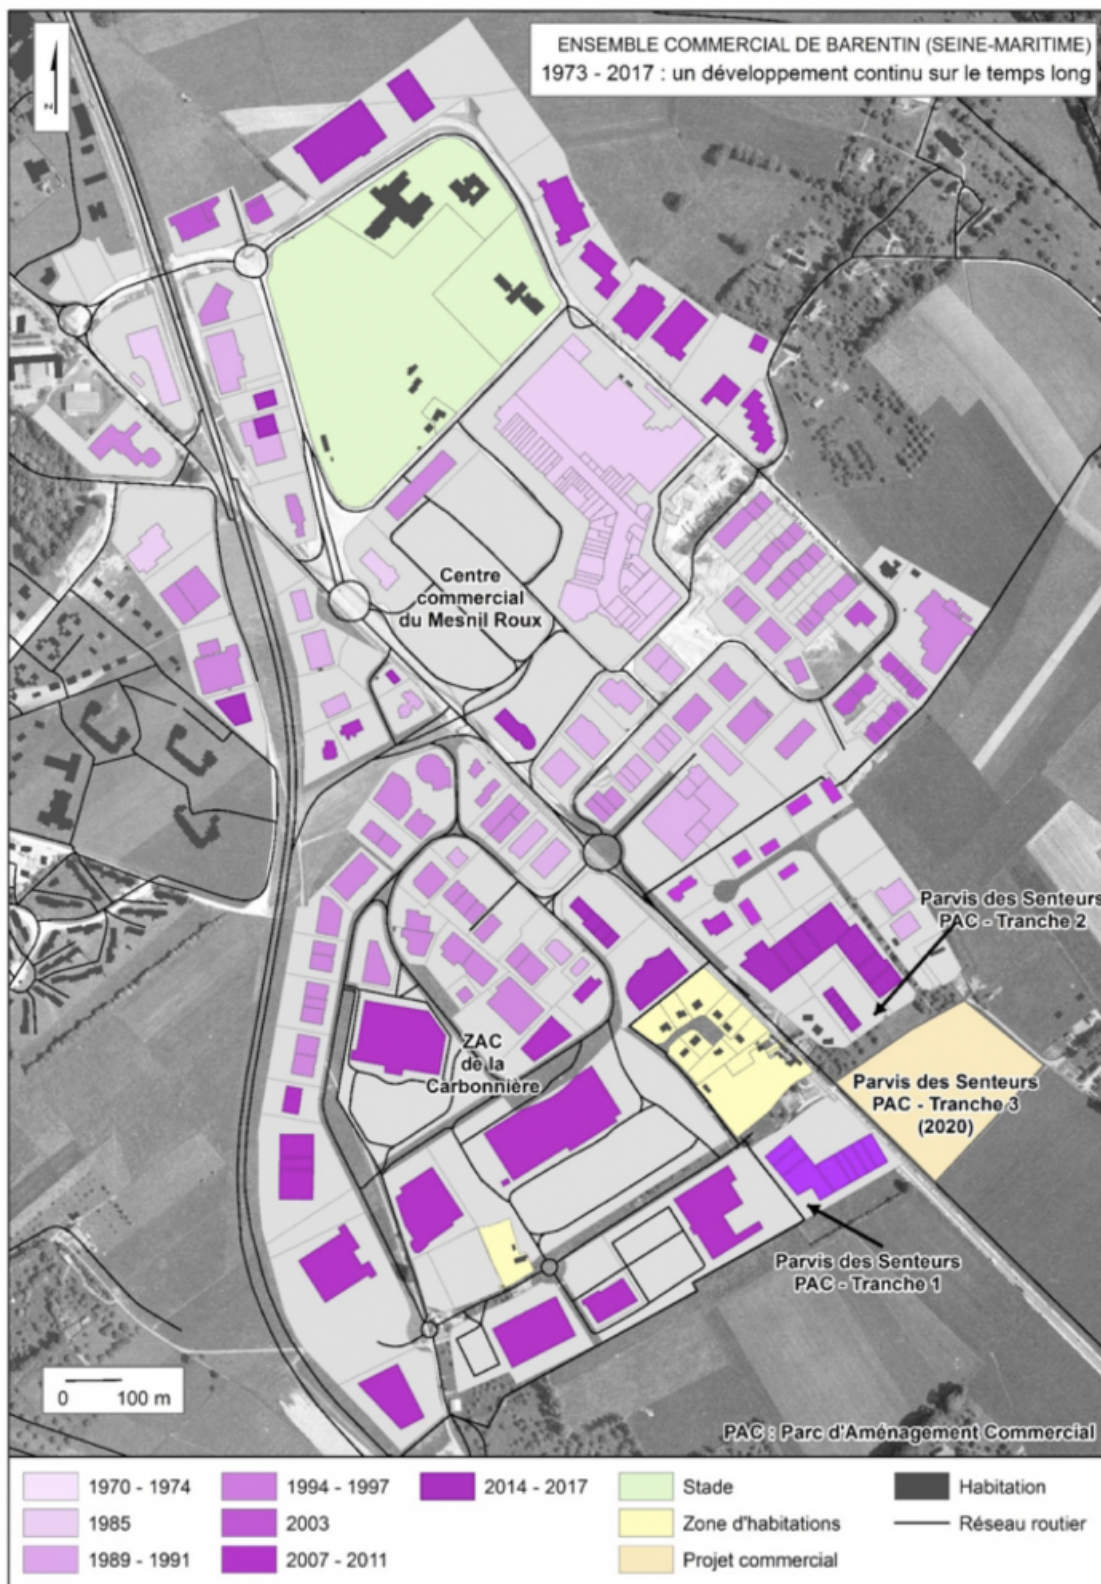 ENSEMBLE COMMERCIAL DE BARENTIN (SEINE-MARITIME)
1973 - 2017 : un développement continu sur le temps long
N
Centre
commercial
du Mesnil Roux
Parvis des Senteurs
PAC - Tranche 2
ZAC
de la
Carbonnière
Parvis des Senteurs
PAC - Tranche 3
(2020)
Parvis des Senteurs
PAC - Tranche 1
0 100 m
PAC : Parc d'Aménagement Commercial
1970 - 1974
1985
1989 - 1991
1994 - 1997
2003
2007 - 2011
2014 - 2017
Stade
Zone d'habitations
Projet commercial
Habitation
Réseau routier